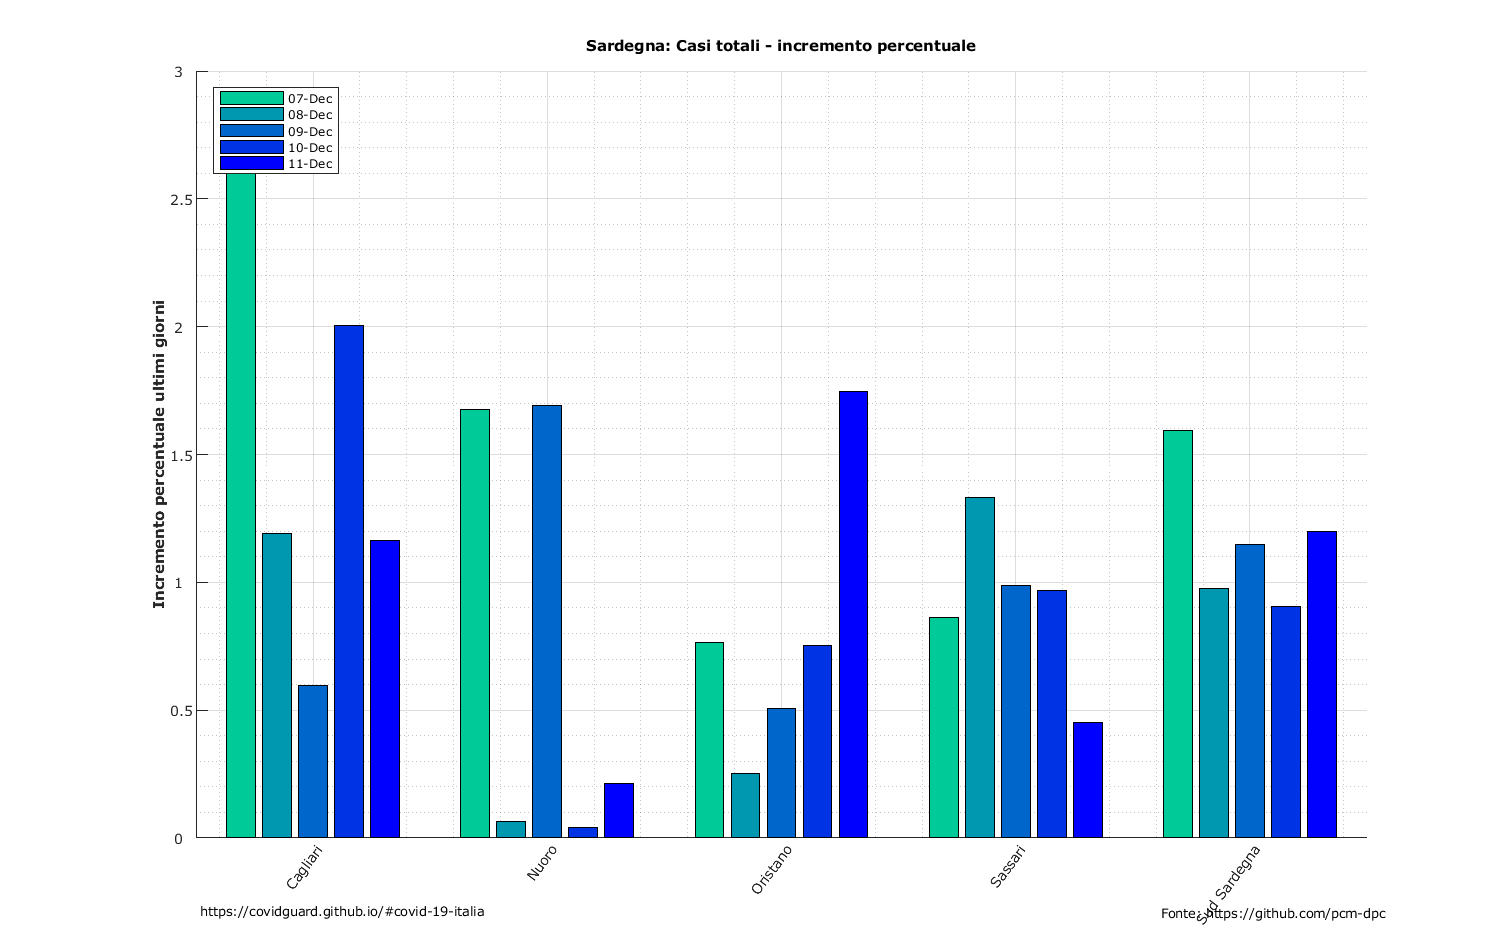 Sardegna: Casi totali - incremento percentuale
3
2.5
2
1.5
1
0.5
0
Incremento percentuale ultimi giorni
07-Dec
08-Dec
09-Dec
10-Dec
11-Dec
Cagliari
Nuoro
Oristano
Sassari
Sud Sardegna
https://covidguard.github.io/#covid-19-italia
Fonte: https://github.com/pcm-dpc